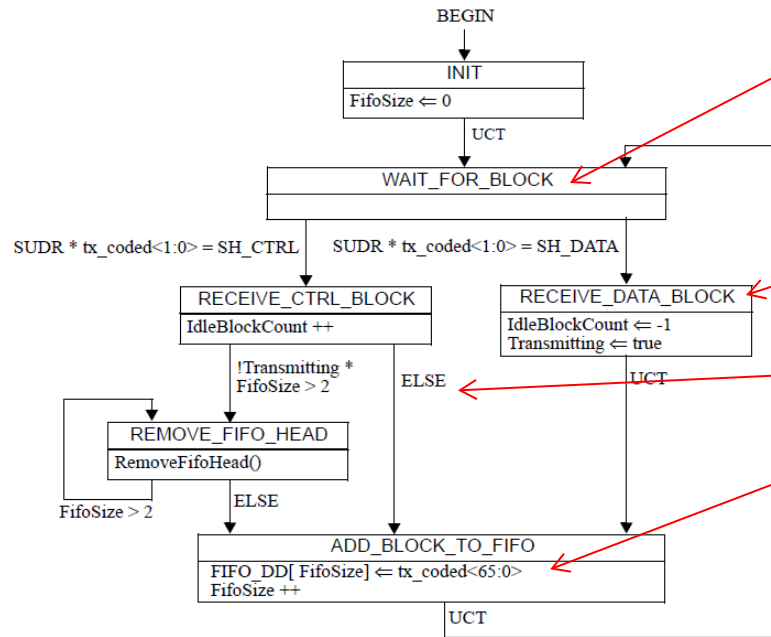 BEGIN
INIT
FifoSize ⇐ 0
UCT
WAIT_FOR_BLOCK
SUDR * tx_coded<1:0> = SH_CTRL
SUDR * tx_coded<1:0> = SH_DATA
RECEIVE_CTRL_BLOCK
IdleBlockCount ++
RECEIVE_DATA_BLOCK
IdleBlockCount ⇐ -1
Transmitting ⇐ true
!Transmitting *
FifoSize > 2
ELSE
UCT
REMOVE_FIFO_HEAD
RemoveFifoHead()
FifoSize > 2
ELSE
ADD_BLOCK_TO_FIFO
FIFO_DD[ FifoSize] ⇐ tx_coded<65:0>
FifoSize ++
UCT